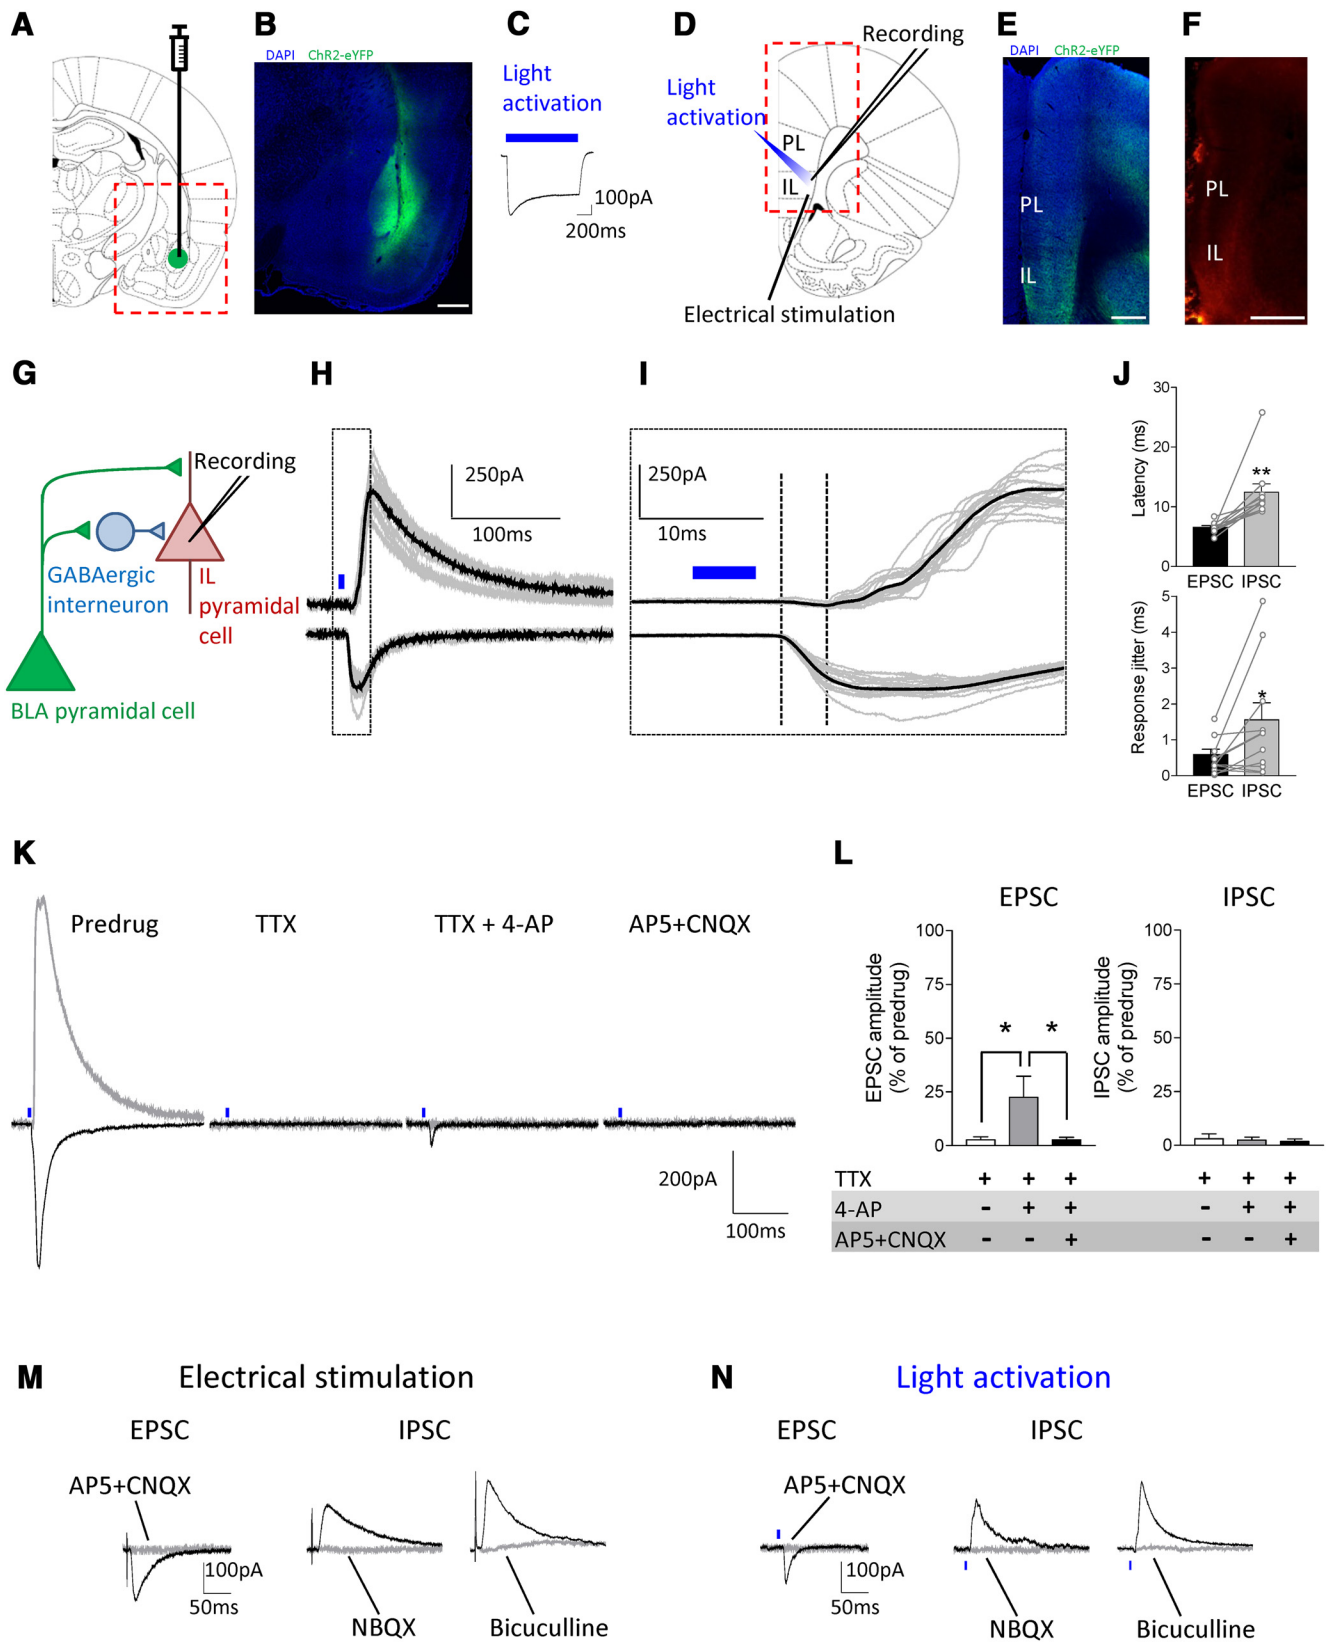 A
B
DAPI ChR2-eYFP
C
Light
activation
100pA
200ms
D
Recording
Light
activation
PL
IL
Electrical stimulation
E
DAPI ChR2-eYFP
PL
IL
F
PL
IL
G
Recording
GABAergic
interneuron
IL
pyramidal
cell
BLA pyramidal cell
H
250pA
100ms
I
250pA
10ms
J
Latency (ms)
30
20
10
0
**
EPSC IPSC
Response jitter (ms)
5
4
3
2
1
0
*
EPSC IPSC
K
Predrug
TTX
TTX + 4-AP
AP5+CNQX
200pA
100ms
L
EPSC
EPSC amplitude
(% of predrug)
100
75
50
25
0
* *
IPSC
IPSC amplitude
(% of predrug)
100
75
50
25
0
TTX + + + + + +
4-AP - + + - + +
AP5+CNQX - - + - - +
M
Electrical stimulation
EPSC
IPSC
AP5+CNQX
100pA
50ms
NBQX
Bicuculline
N
Light activation
EPSC
IPSC
AP5+CNQX
100pA
50ms
NBQX
Bicuculline